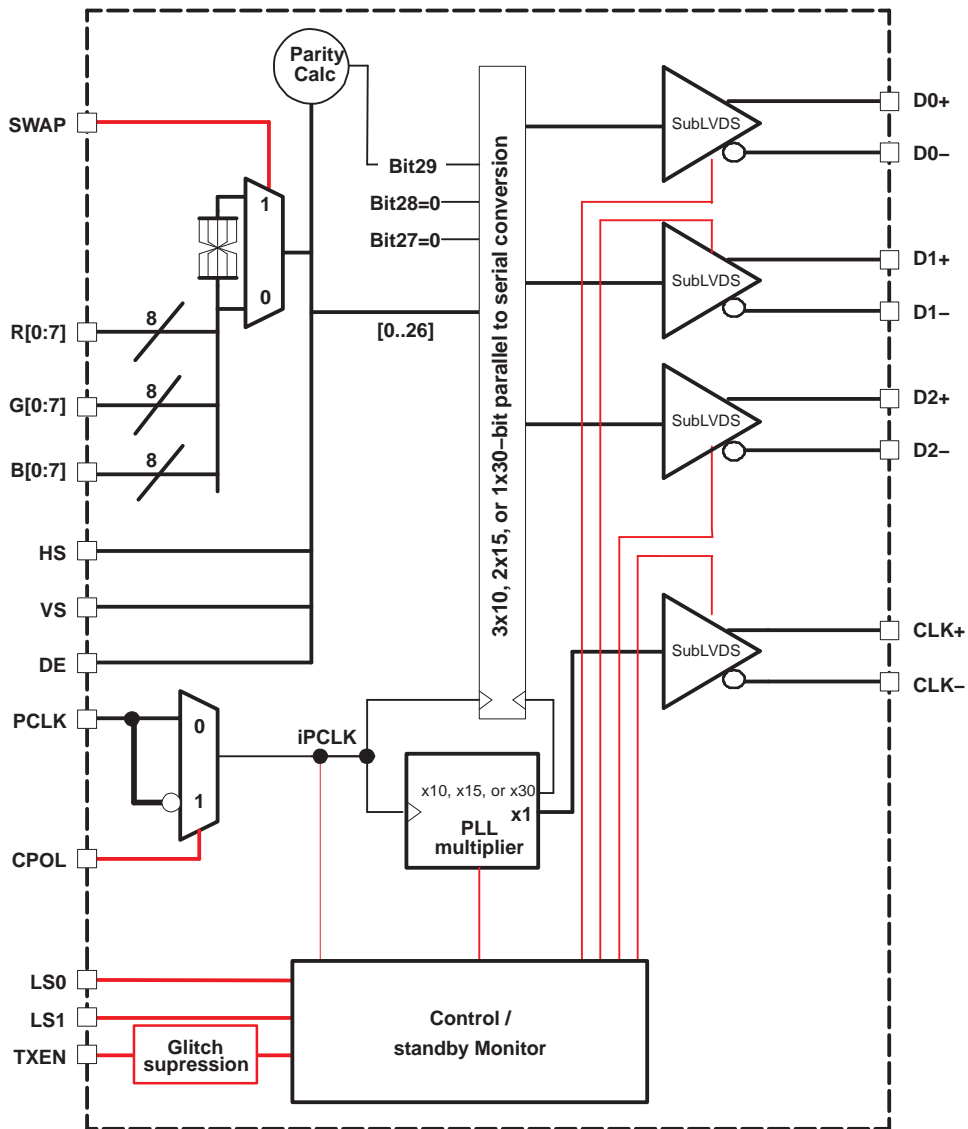 Parity
Calc
SWAP
Bit29
Bit28=0
Bit27=0
1
0
[0..26]
R[0:7]
8
G[0:7]
8
B[0:7]
8
HS
VS
DE
PCLK
0
1
CPOL
iPCLK
3x10, 2x15, or 1x30−bit parallel to serial conversion
x10, x15, or x30
x1
PLL
multiplier
SubLVDS
D0+
D0−
SubLVDS
D1+
D1−
SubLVDS
D2+
D2−
SubLVDS
CLK+
CLK−
LS0
LS1
TXEN
Glitch
supression
Control /
standby Monitor